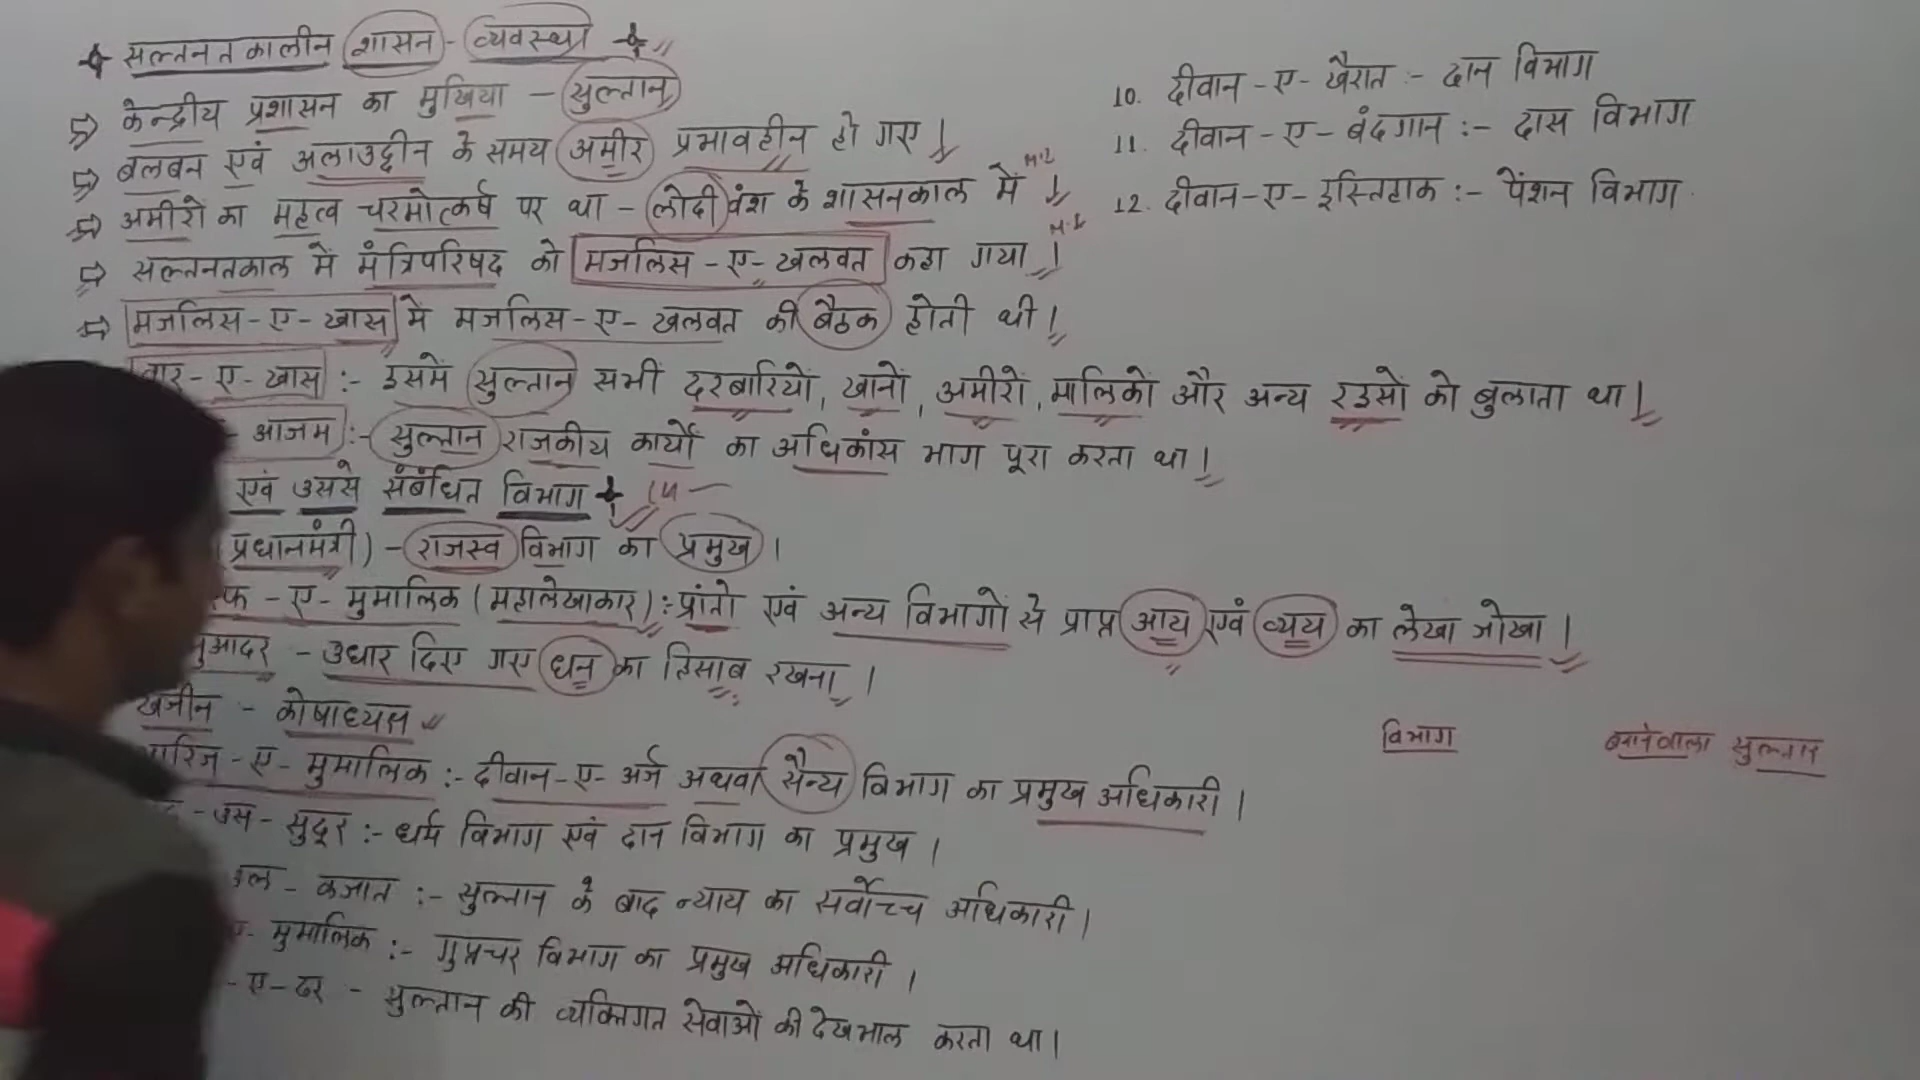 सल्तनतकालीन शासन - व्यवस्था
केन्द्रीय प्रशासन का मुखिया - सुल्तान
बलबन एवं अलाउद्दीन के समय अमीर प्रभावहीन हो गए।
अमीरों का महत्व चरमोत्कर्ष पर था - लोदी वंश के शासनकाल में।
सल्तनतकाल में मंत्रिपरिषद को मजलिस-ए-खलवत कहा गया।
मजलिस-ए-खास में मजलिस-ए-खलवत की बैठक होती थी।
बार-ए-खास :- इसमें सुल्तान सभी दरबारियों, खानों, अमीरों, मालिकों और अन्य रइसों को बुलाता था।
- आजम :- सुल्तान राजकीय कार्यों का अधिकांस भाग पूरा करता था।
एवं उससे संबंधित विभाग
प्रधानमंत्री) - राजस्व विभाग का प्रमुख।
फ-ए-मुमालिक (महालेखाकार) :- प्रांतो एवं अन्य विभागों से प्राप्त आय एवं व्यय का लेखा जोखा।
मुआदर - उधार दिए गए धन का हिसाब रखना।
खजीन - कोषाध्यक्ष
आरिज-ए-मुमालिक :- दीवान-ए-अर्ज अथवा सैन्य विभाग का प्रमुख अधिकारी।
- उस - सुदूर :- धर्म विभाग एवं दान विभाग का प्रमुख।
उल - कजात :- सुल्तान के बाद न्याय का सर्वोच्च अधिकारी।
ए- मुमालिक :- गुप्तचर विभाग का प्रमुख अधिकारी।
-ए-दर - सुल्तान की व्यक्तिगत सेवाओं की देखभाल करता था।
10. दीवान-ए-खैरात :- दान विभाग
11. दीवान-ए-बंदगान :- दास विभाग
12. दीवान-ए-इस्तिहाक :- पेंशन विभाग
विभाग बनानेवाला सुल्तान